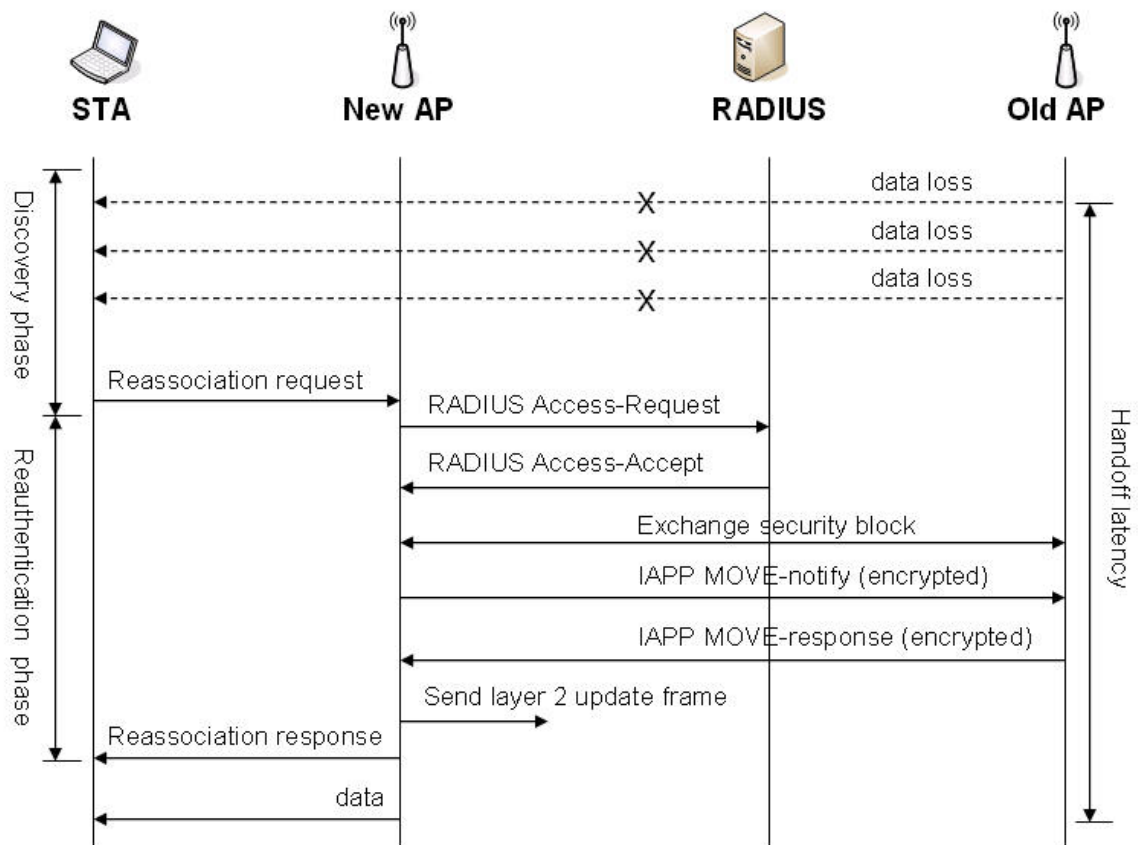 STA
New AP
RADIUS
Old AP
Discovery phase
data loss
X
data loss
X
data loss
X
Reassociation request
RADIUS Access-Request
RADIUS Access-Accept
Handoff latency
Reauthentication phase
Exchange security block
IAPP MOVE-notify (encrypted)
IAPP MOVE-response (encrypted)
Send layer 2 update frame
Reassociation response
data